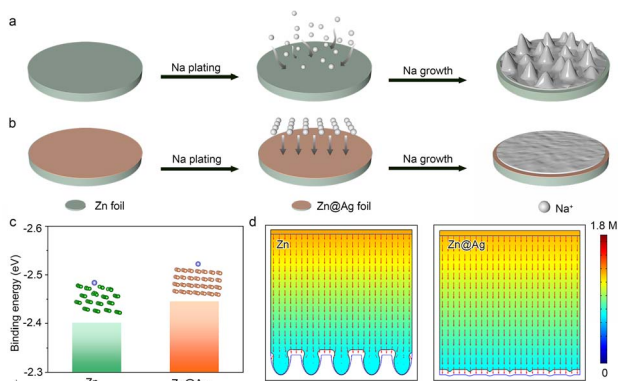 a
Na plating
Na growth
b
Na plating
Na growth
Zn foil
Zn@Ag foil
Na⁺
c
d
-2.6
-2.5
-2.4
-2.3
Binding energy (eV)
Zn
Zn@Ag
1.8 M
0